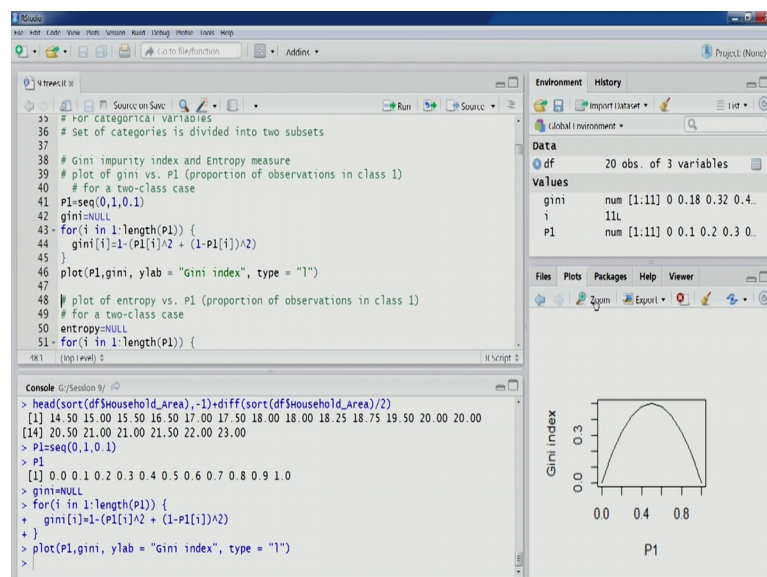 RStudio
File Edit Code View Plots Session Build Debug Profile Tools Help
Go to file/function
Addins
Project: (None)
9 trees.R
Source on Save
Run
Source
35 # For categorical variables
36 # Set of categories is divided into two subsets
37
38 # Gini impurity index and Entropy measure
39 # plot of gini vs. P1 (proportion of observations in class 1)
40 # for a two-class case
41 P1=seq(0,1,0.1)
42 gini=NULL
43 for(i in 1:length(P1)) {
44 gini[i]=1-(P1[i]^2 + (1-P1[i])^2)
45 }
46 plot(P1,gini, ylab = "Gini index", type = "l")
47
48 # plot of entropy vs. P1 (proportion of observations in class 1)
49 # for a two-class case
50 entropy=NULL
51 for(i in 1:length(P1)) {
48:1 (Top Level) R Script
Console G:/Session 9/
> head(sort(df$Household_Area),-1)+diff(sort(df$Household_Area)/2)
[1] 14.50 15.00 15.50 16.50 17.00 17.50 18.00 18.00 18.25 18.75 19.50 20.00 20.00
[14] 20.50 21.00 21.00 21.50 22.00 23.00
> P1=seq(0,1,0.1)
> P1
[1] 0.0 0.1 0.2 0.3 0.4 0.5 0.6 0.7 0.8 0.9 1.0
> gini=NULL
> for(i in 1:length(P1)) {
+ gini[i]=1-(P1[i]^2 + (1-P1[i])^2)
+ }
> plot(P1,gini, ylab = "Gini index", type = "l")
>
Environment History
Import Dataset
List
Global Environment
Data
df 20 obs. of 3 variables
Values
gini num [1:11] 0 0.18 0.32 0.4…
i 11L
P1 num [1:11] 0 0.1 0.2 0.3 0…
Files Plots Packages Help Viewer
Zoom Export
Gini index
0.3
0.0
0.0 0.4 0.8
P1